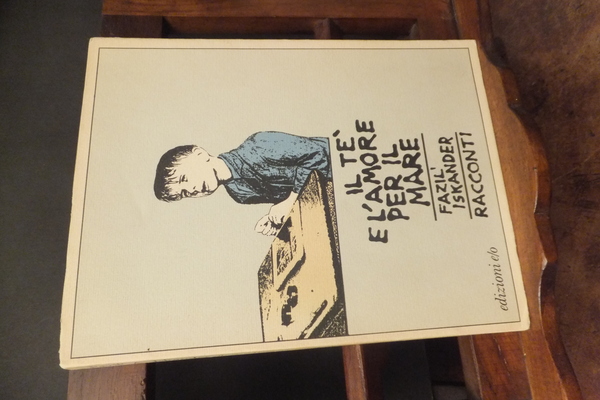 IL TE'
E L'AMORE
PER IL
MARE
FAZIL'
ISKANDER
RACCONTI
edizioni e/o